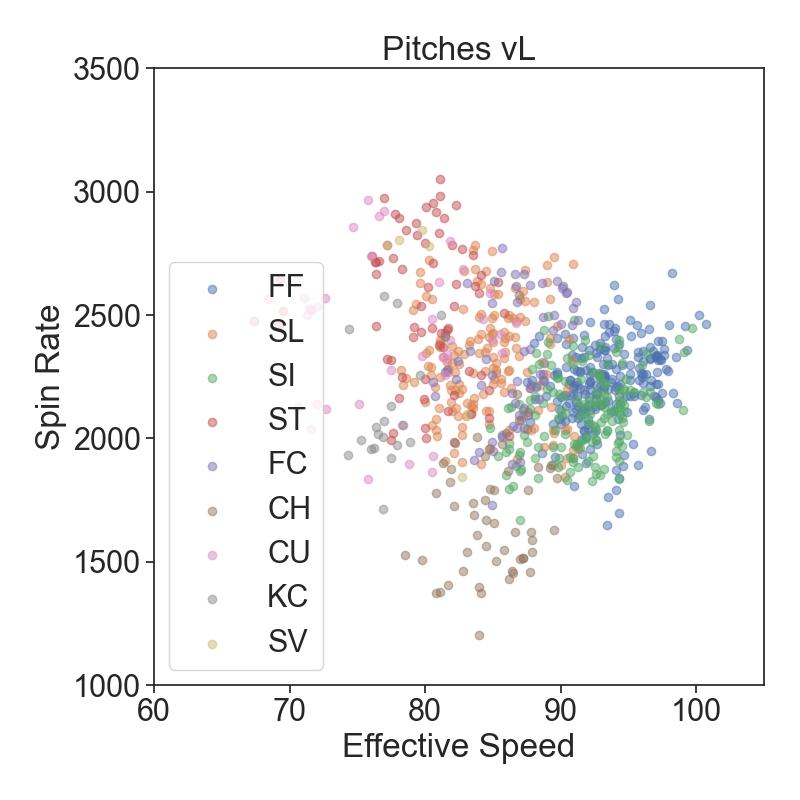 Pitches vL
3500
3000
2500
2000
1500
1000
Spin Rate
FF
SL
SI
ST
FC
CH
CU
KC
SV
60
70
80
90
100
Effective Speed